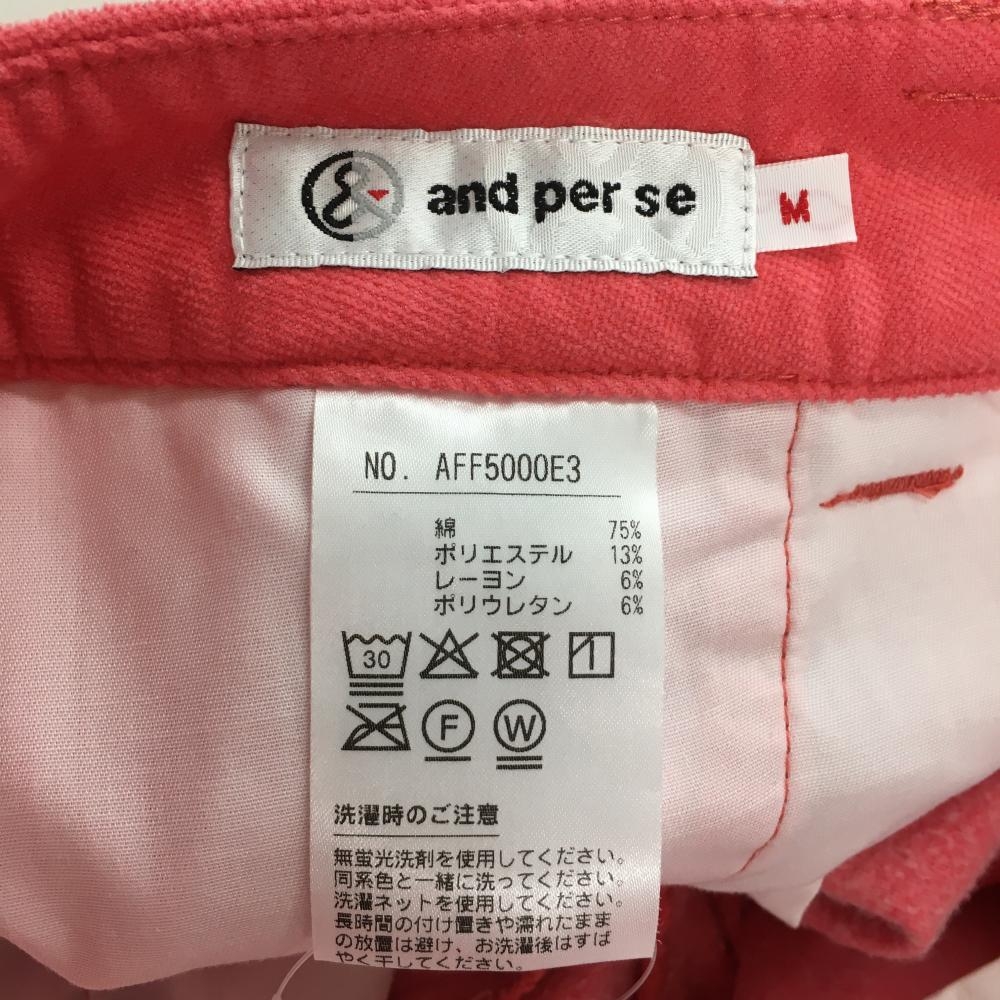 and per se
M
NO. AFF5000E3
綿 75%
ポリエステル 13%
レーヨン 6%
ポリウレタン 6%
30
F W
洗濯時のご注意
無蛍光洗剤を使用してください。
同系色と一緒に洗ってください。
洗濯ネットを使用してください。
長時間の付け置きや濡れたまま
の放置は避け、お洗濯後はすば
やく干してください。